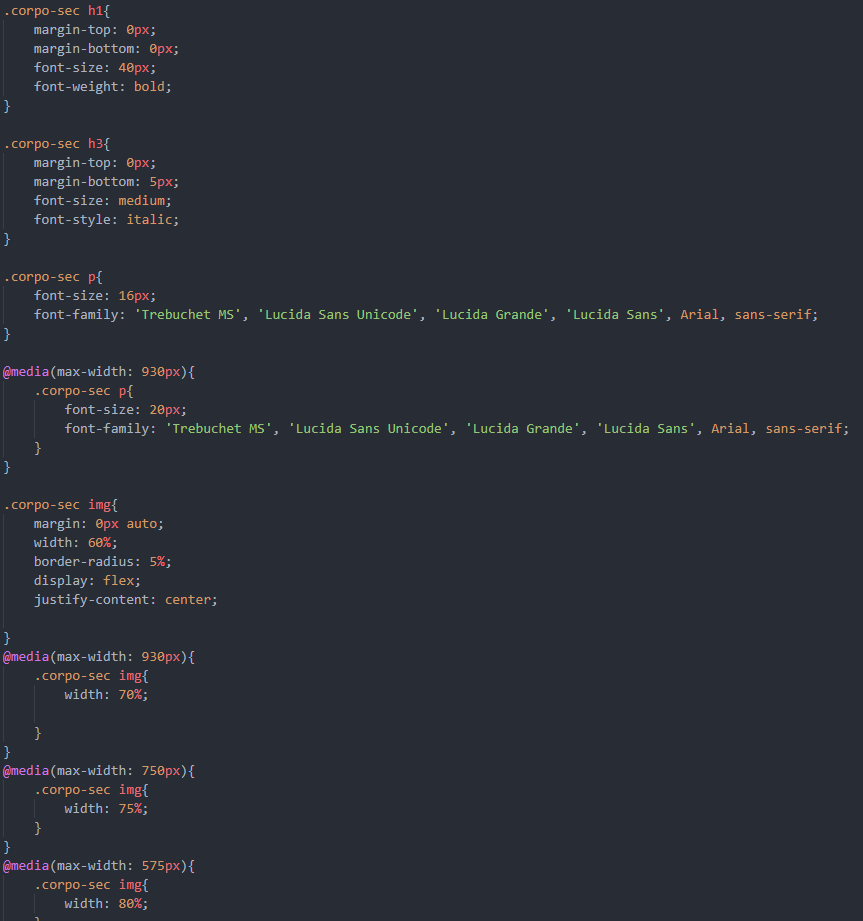 .corpo-sec h1{
    margin-top: 0px;
    margin-bottom: 0px;
    font-size: 40px;
    font-weight: bold;
}

.corpo-sec h3{
    margin-top: 0px;
    margin-bottom: 5px;
    font-size: medium;
    font-style: italic;
}

.corpo-sec p{
    font-size: 16px;
    font-family: 'Trebuchet MS', 'Lucida Sans Unicode', 'Lucida Grande', 'Lucida Sans', Arial, sans-serif;
}

@media(max-width: 930px){
    .corpo-sec p{
        font-size: 20px;
        font-family: 'Trebuchet MS', 'Lucida Sans Unicode', 'Lucida Grande', 'Lucida Sans', Arial, sans-serif;
    }
}

.corpo-sec img{
    margin: 0px auto;
    width: 60%;
    border-radius: 5%;
    display: flex;
    justify-content: center;

}
@media(max-width: 930px){
    .corpo-sec img{
        width: 70%;

    }
}
@media(max-width: 750px){
    .corpo-sec img{
        width: 75%;
    }
}
@media(max-width: 575px){
    .corpo-sec img{
        width: 80%;
    }